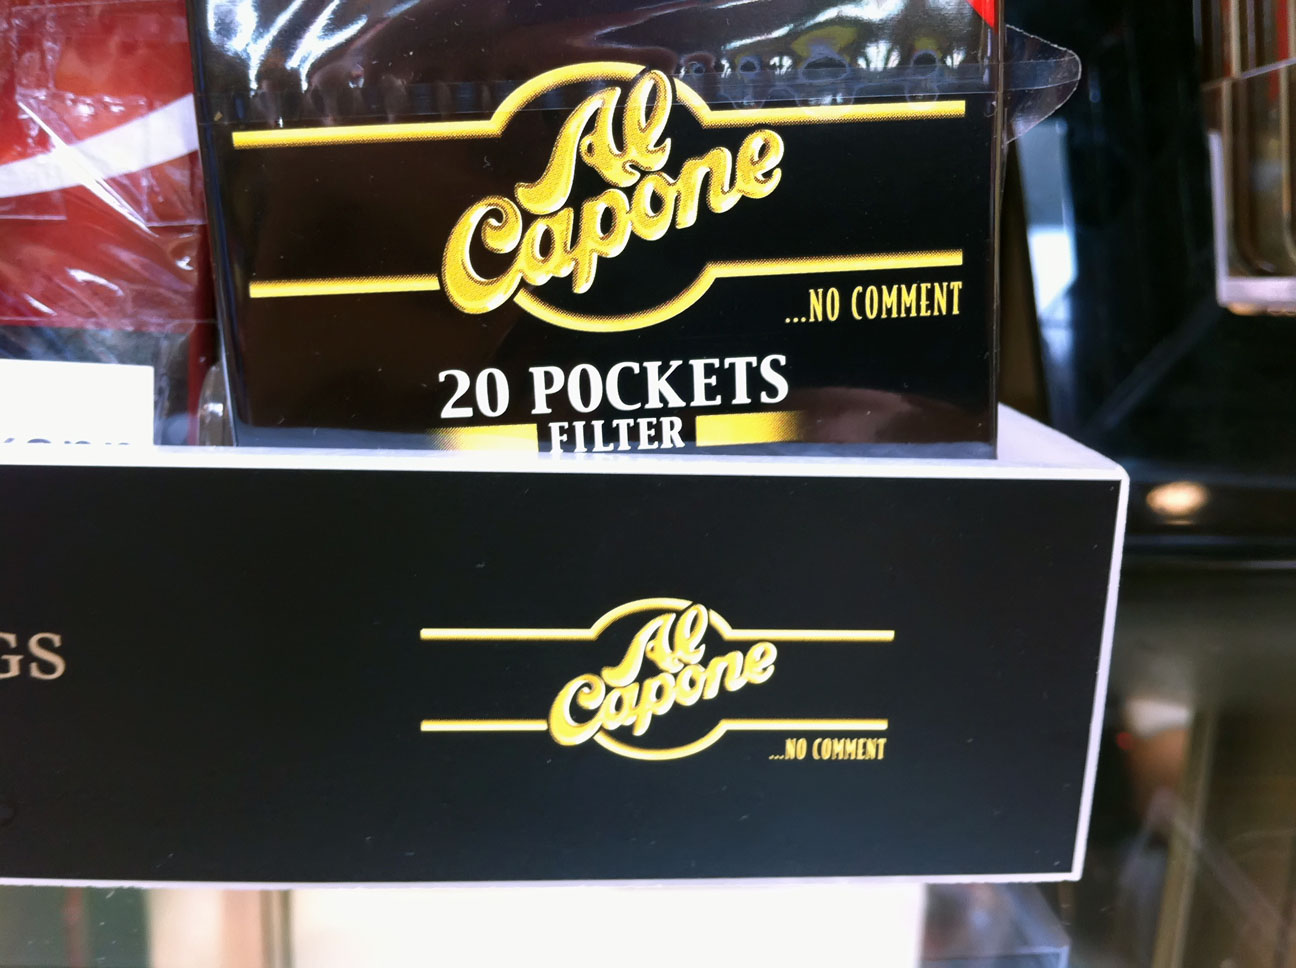 Al
Capone
...NO COMMENT
20 POCKETS
FILTER
GS
Al
Capone
...NO COMMENT